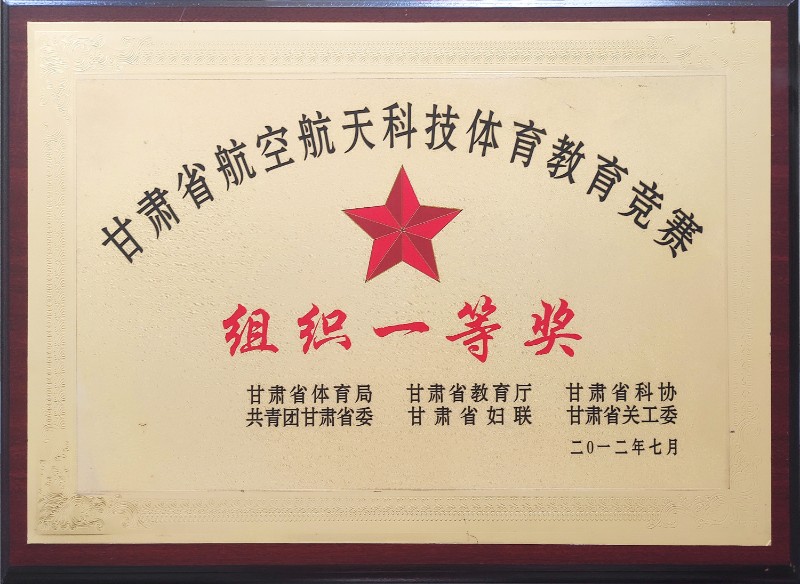 甘肃省航空航天科技体育教育竞赛
组织一等奖
甘肃省体育局 甘肃省教育厅 甘肃省科协
共青团甘肃省委 甘肃省妇联 甘肃省关工委
二〇一二年七月